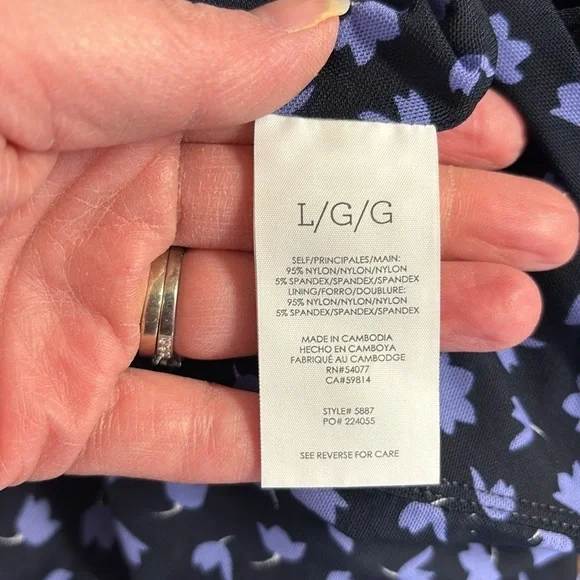 L/G/G
SELF/PRINCIPALES/MAIN:
95% NYLON/NYLON/NYLON
5% SPANDEX/SPANDEX/SPANDEX
LINING/FORRO/DOUBLURE:
95% NYLON/NYLON/NYLON
5% SPANDEX/SPANDEX/SPANDEX
MADE IN CAMBODIA
HECHO EN CAMBOYA
FABRIQUÉ AU CAMBODGE
RN#54077
CA#59814
STYLE# 5887
PO# 224055
SEE REVERSE FOR CARE